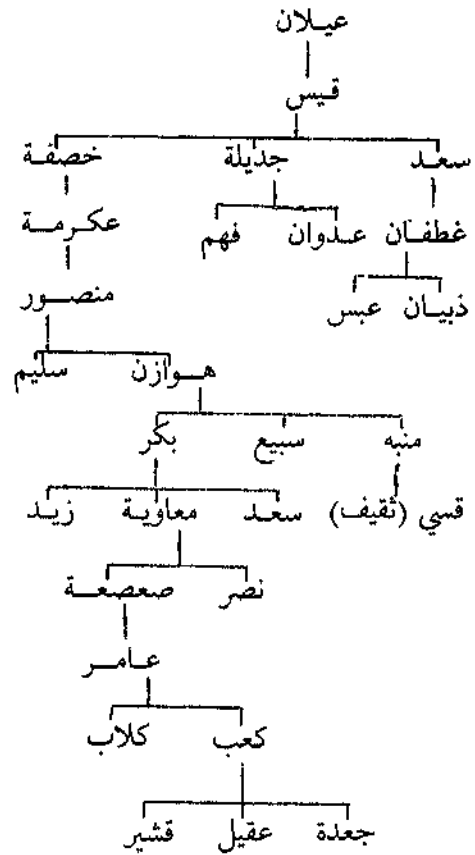 عيلان
قيس
سعد جديلة خصفة
غطفان عدوان فهم عكرمة
ذبيان عبس منصور
هوازن سليم
منبه سبيع بكر
قسي (ثقيف) سعد معاوية زيد
نصر صعصعة
عامر
كعب كلاب
جعدة عقيل قشير